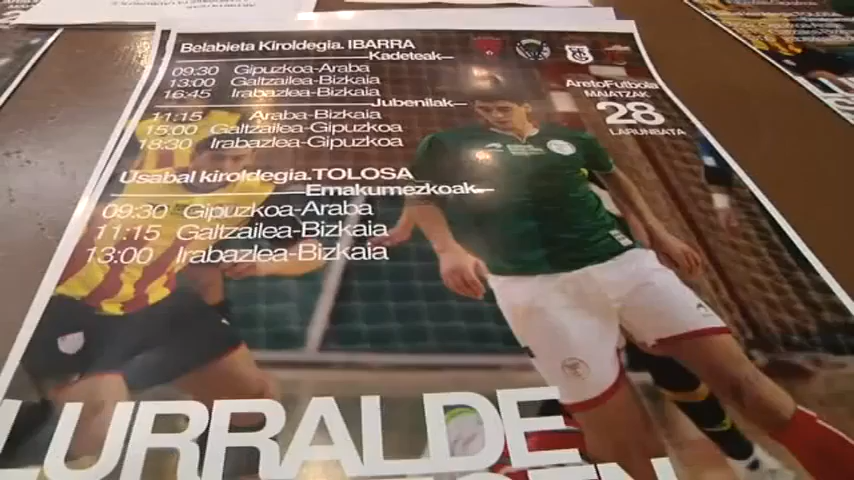 Belabieta Kiroldegia. IBARRA
Kadeteak
09:30 Gipuzkoa-Araba
13:00 Galtzailea-Bizkaia
16:45 Irabazlea-Bizkaia
Jubenilak
11:15 Araba-Bizkaia
15:00 Galtzailea-Gipuzkoa
18:30 Irabazlea-Gipuzkoa
Usabal kiroldegia. TOLOSA
Emakumezkoak
09:30 Gipuzkoa-Araba
11:15 Galtzailea-Bizkaia
13:00 Irabazlea-Bizkaia
AretoFutbola
MAIATZAK
28
LARUNBATA
LURRALDE